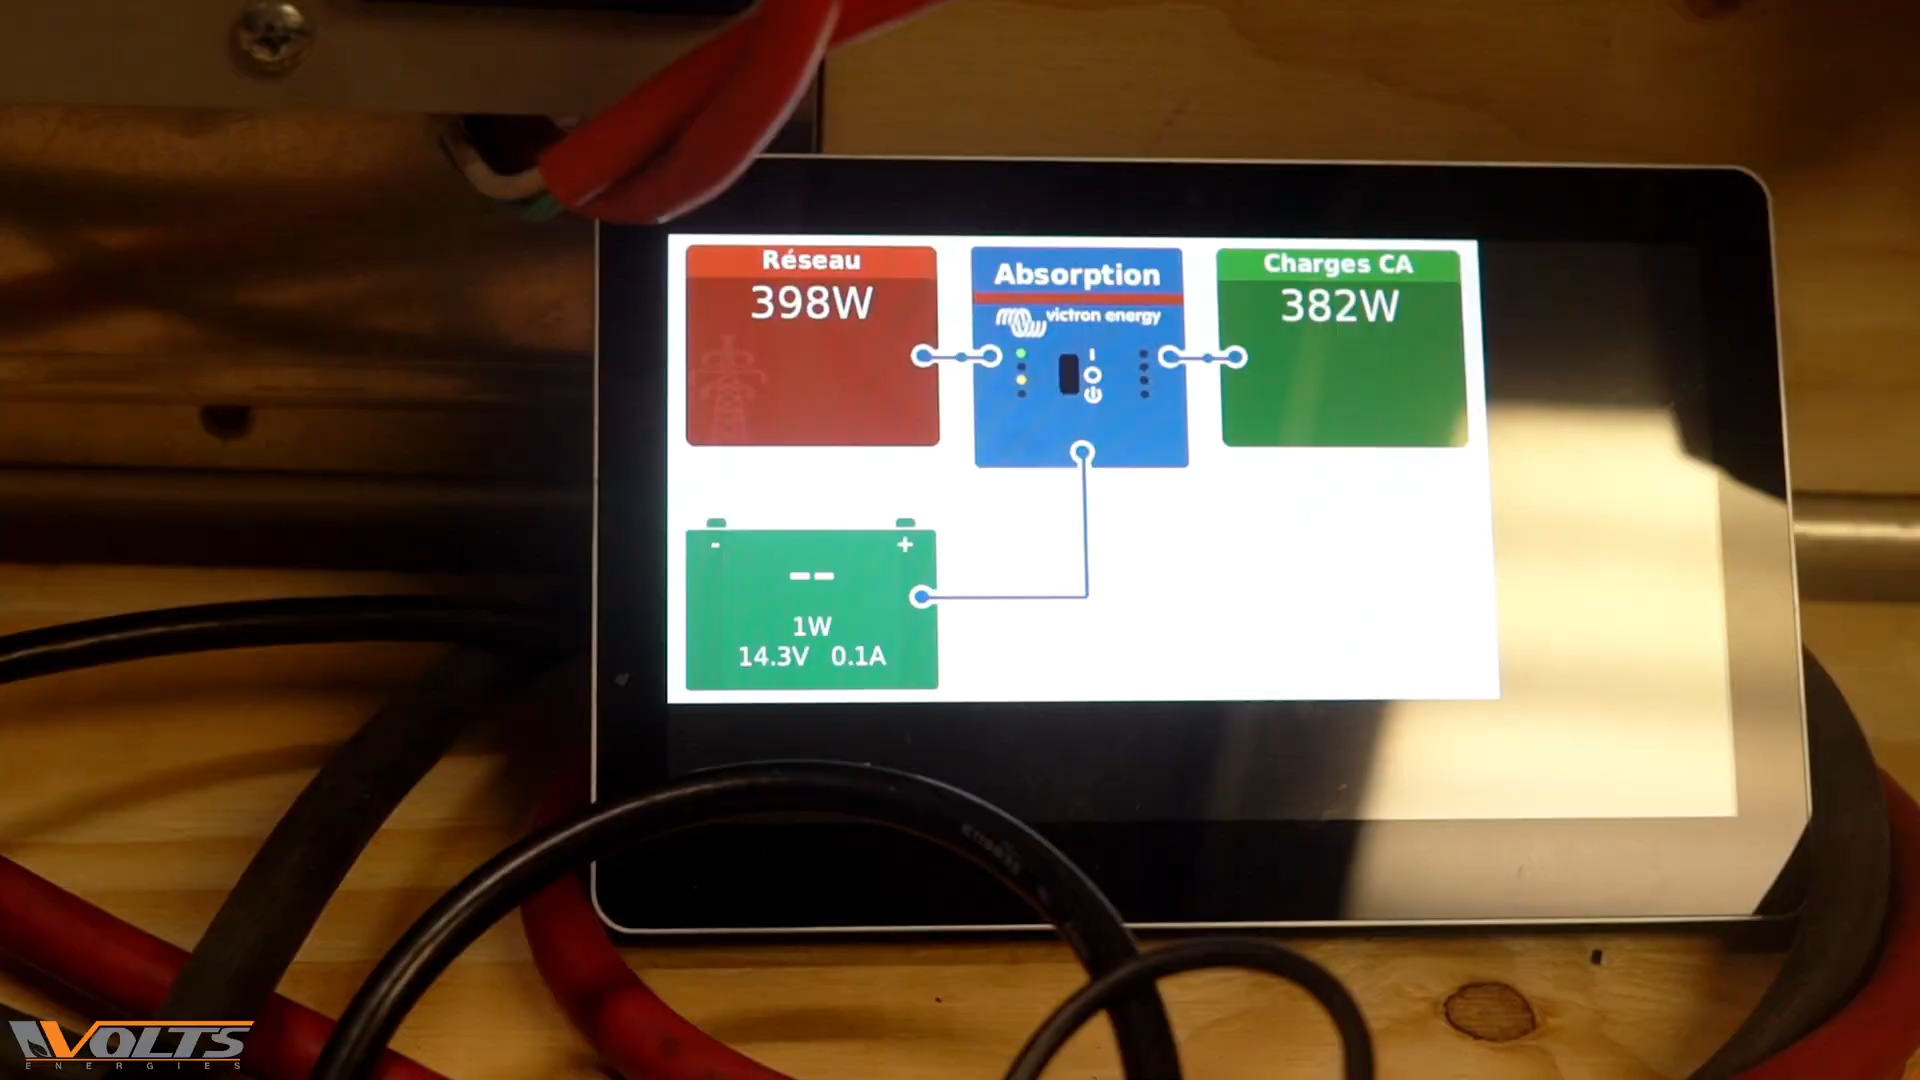 Réseau
398W
Absorption
victron energy
Charges CA
382W
- +
--
1W
14.3V 0.1A
VOLTS
ENERGIES